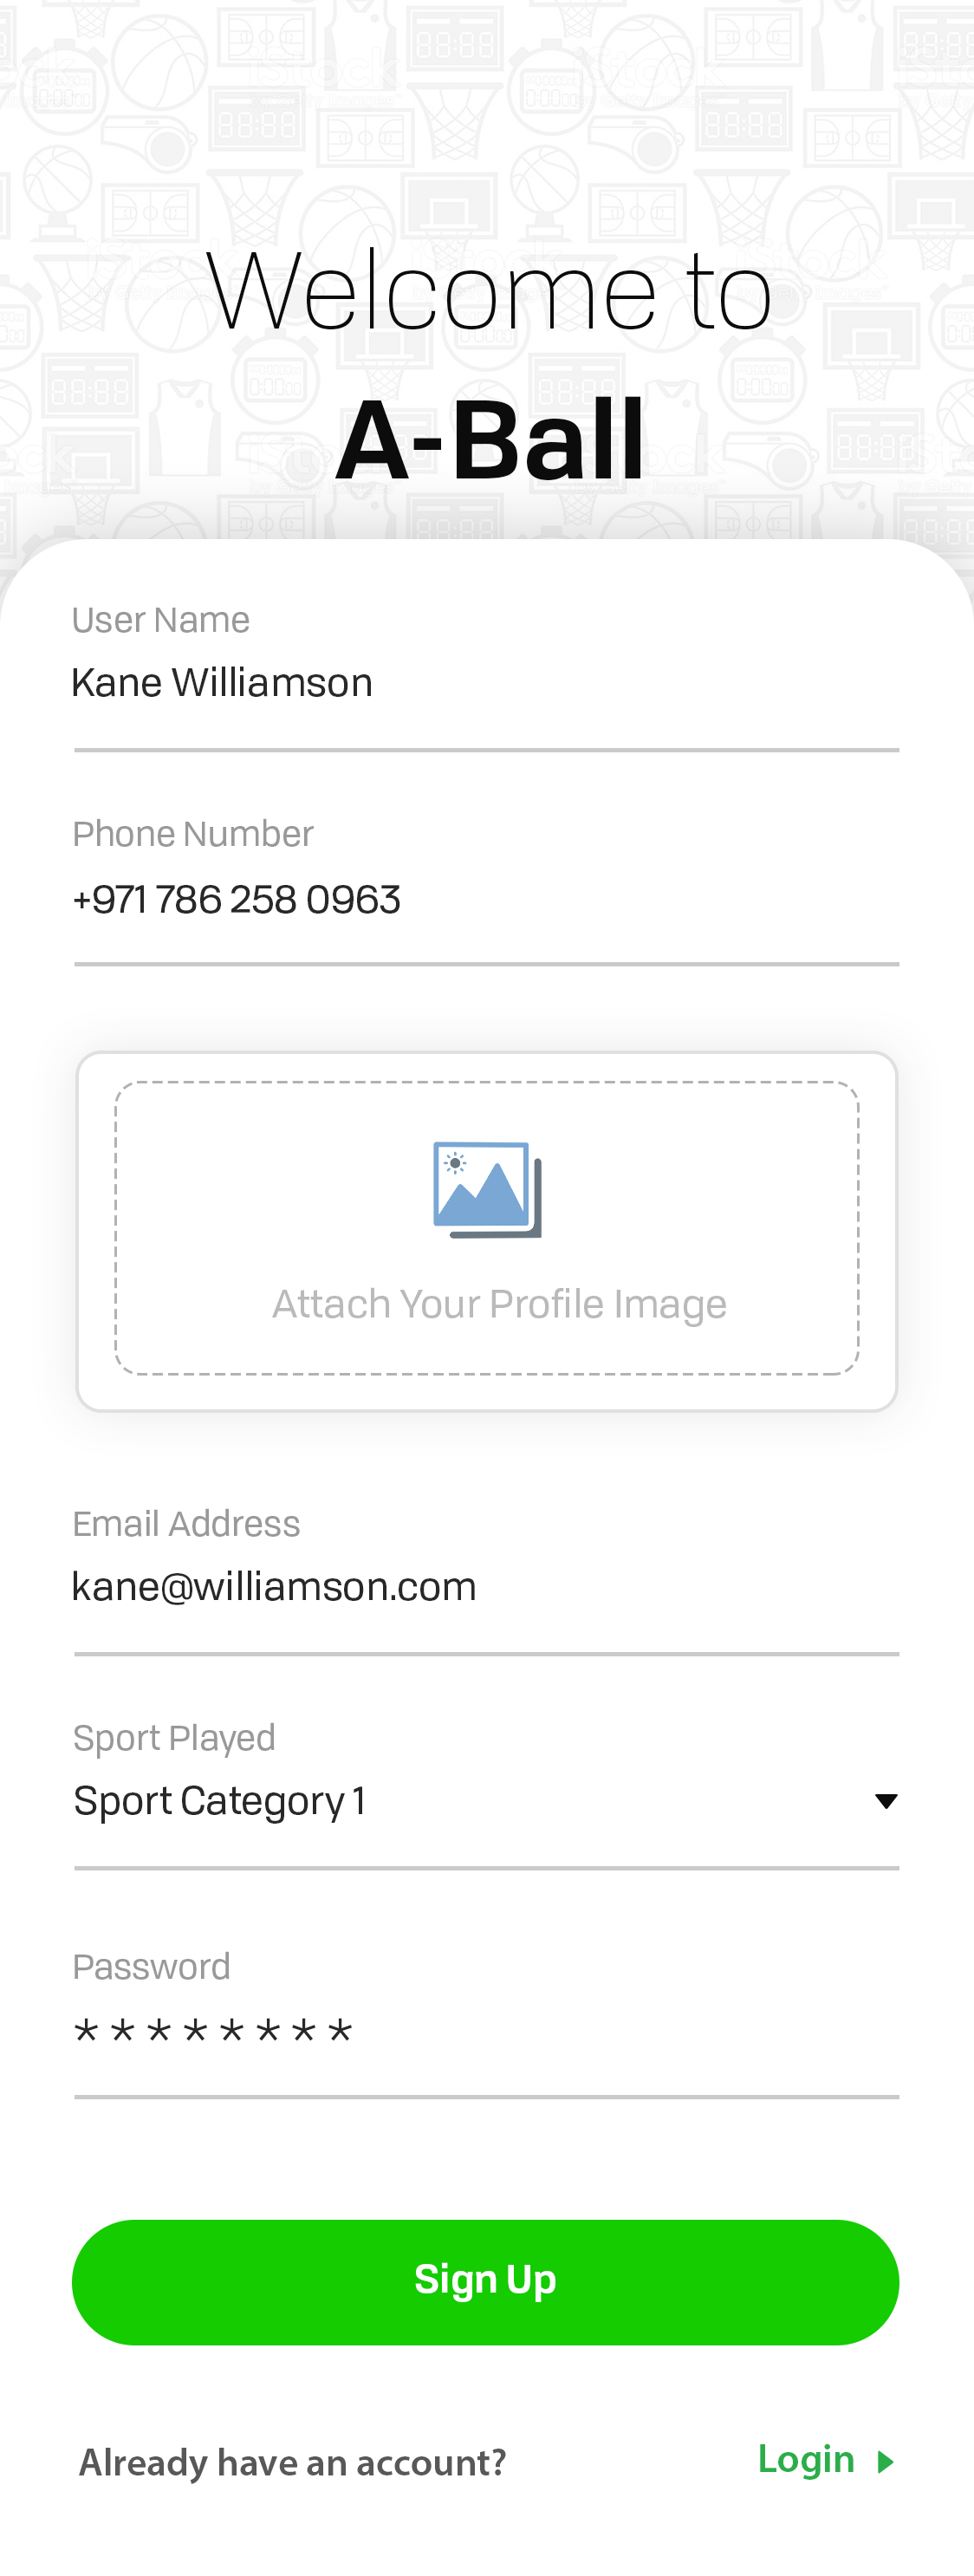 Welcome to
A-Ball
User Name
Kane Williamson
Phone Number
+971 786 258 0963
Attach Your Profile Image
Email Address
kane@williamson.com
Sport Played
Sport Category 1
Password
* * * * * * * *
Sign Up
Already have an account?
Login